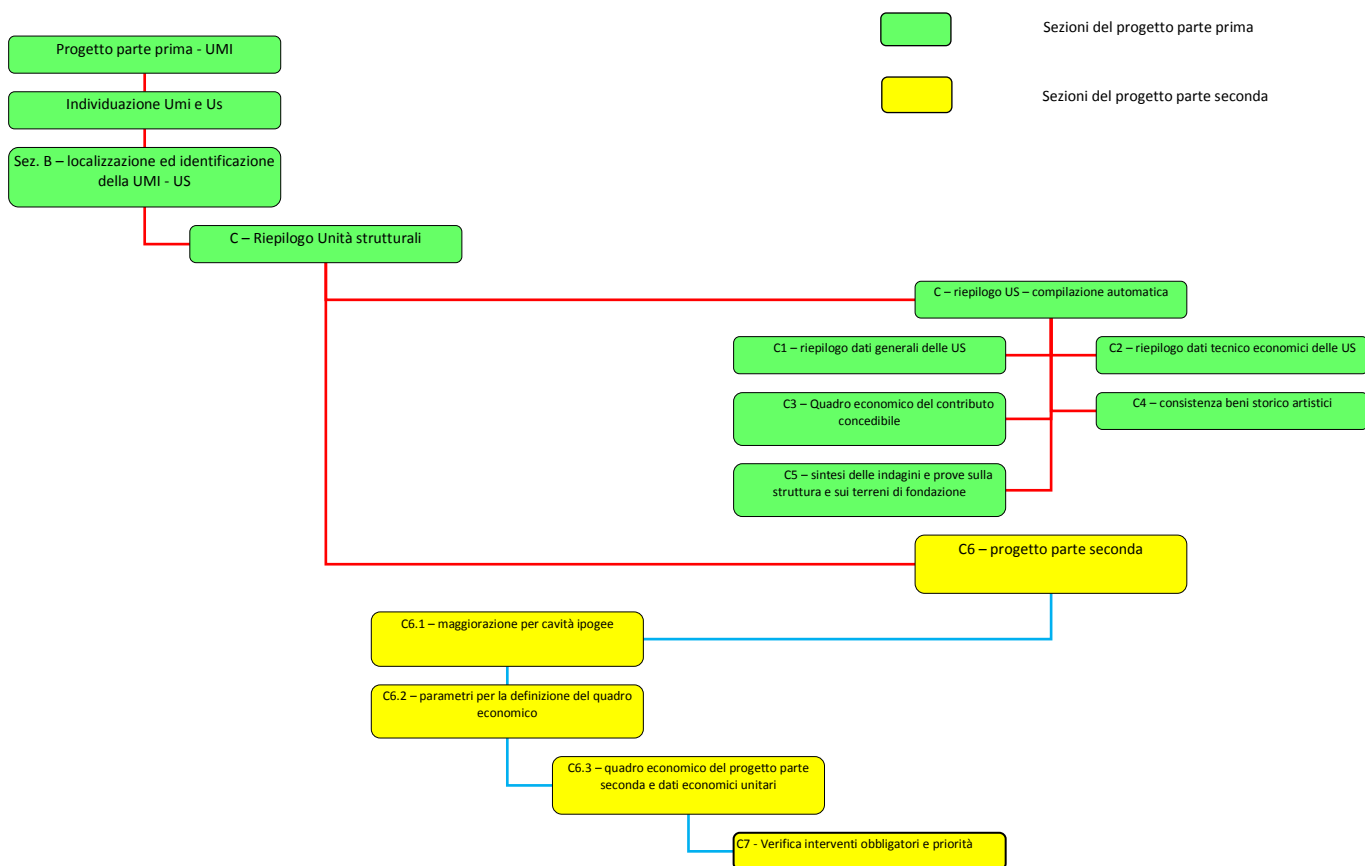 Sezioni del progetto parte prima
Progetto parte prima - UMI
Sezioni del progetto parte seconda
Individuazione Umi e Us
Sez. B – localizzazione ed identificazione
della UMI - US
C – Riepilogo Unità strutturali
C – riepilogo US – compilazione automatica
C1 – riepilogo dati generali delle US
C2 – riepilogo dati tecnico economici delle US
C3 – Quadro economico del contributo
concedibile
C4 – consistenza beni storico artistici
C5 – sintesi delle indagini e prove sulla
struttura e sui terreni di fondazione
C6 – progetto parte seconda
C6.1 – maggiorazione per cavità ipogee
C6.2 – parametri per la definizione del quadro
economico
C6.3 – quadro economico del progetto parte
seconda e dati economici unitari
C7 - Verifica interventi obbligatori e priorità